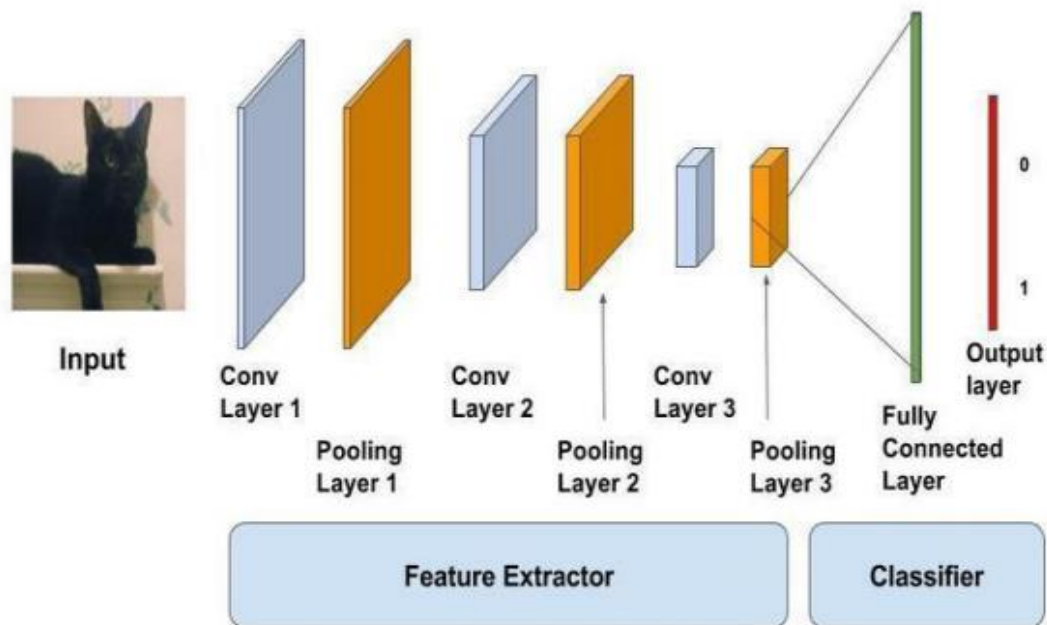 Input
Conv
Layer 1
Pooling
Layer 1
Conv
Layer 2
Pooling
Layer 2
Conv
Layer 3
Pooling
Layer 3
Fully
Connected
Layer
0
1
Output
layer
Feature Extractor
Classifier